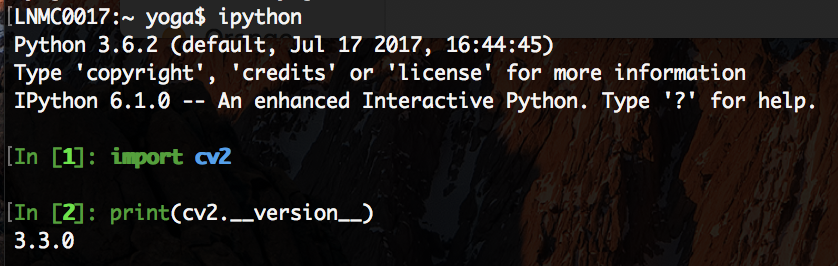 [LNMC0017:~ yoga$ ipython
Python 3.6.2 (default, Jul 17 2017, 16:44:45)
Type 'copyright', 'credits' or 'license' for more information
IPython 6.1.0 -- An enhanced Interactive Python. Type '?' for help.
[In [1]: import cv2
[In [2]: print(cv2.__version__)
3.3.0